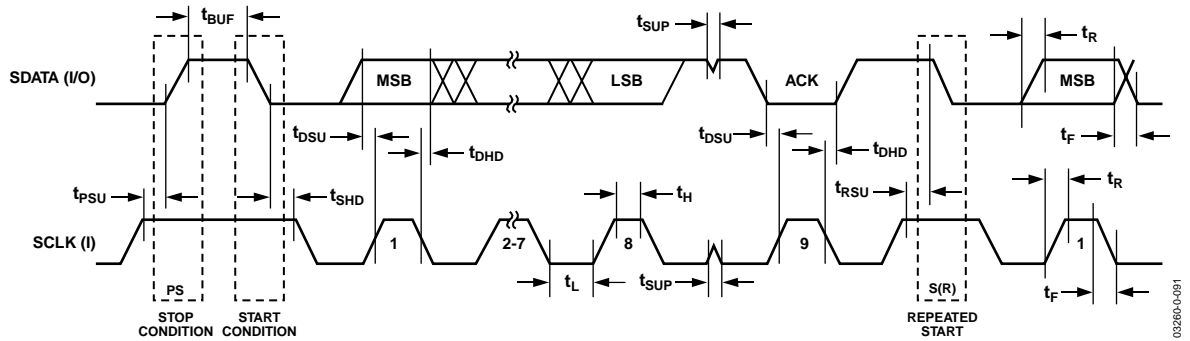 tBUF
tSUP
tR
SDATA (I/O)
MSB
LSB
ACK
MSB
tDSU
tDHD
tDSU
tDHD
tF
tPSU
tSHD
tH
tRSU
tR
SCLK (I)
1
2-7
8
9
1
PS
tL
tSUP
S(R)
tF
STOP
CONDITION
START
CONDITION
REPEATED
START
03260-0-091